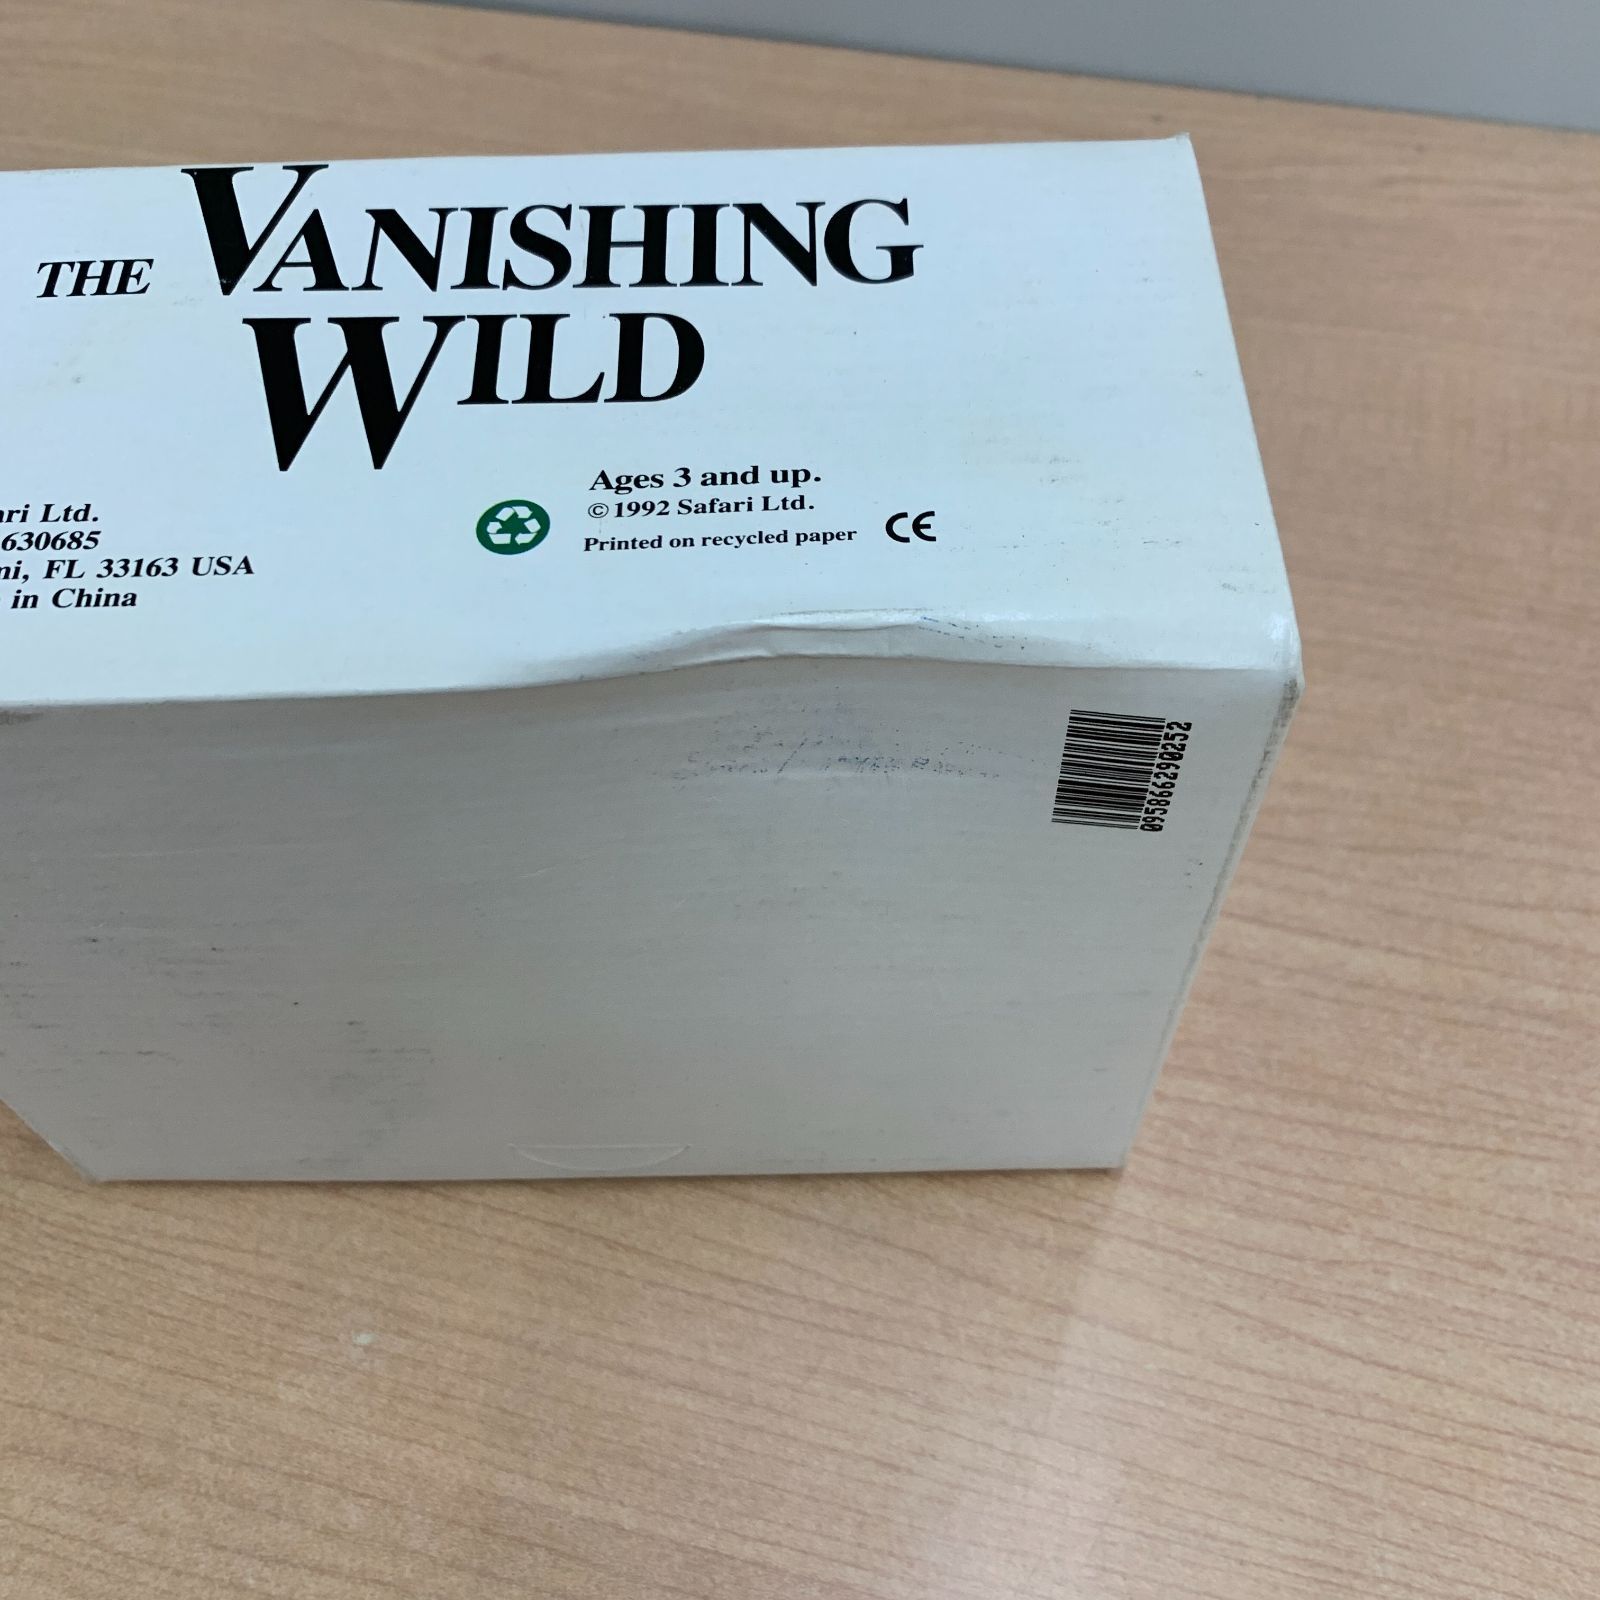 THE VANISHING
WILD
ri Ltd.
630685
ni, FL 33163 USA
in China
Ages 3 and up.
©1992 Safari Ltd.
Printed on recycled paper
CE
095866290252